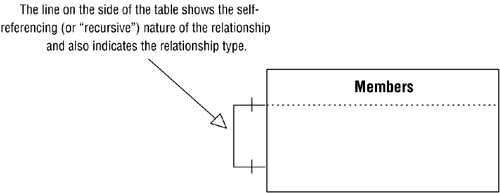 The line on the side of the table shows the self-
referencing (or “recursive”) nature of the relationship
and also indicates the relationship type.
Members